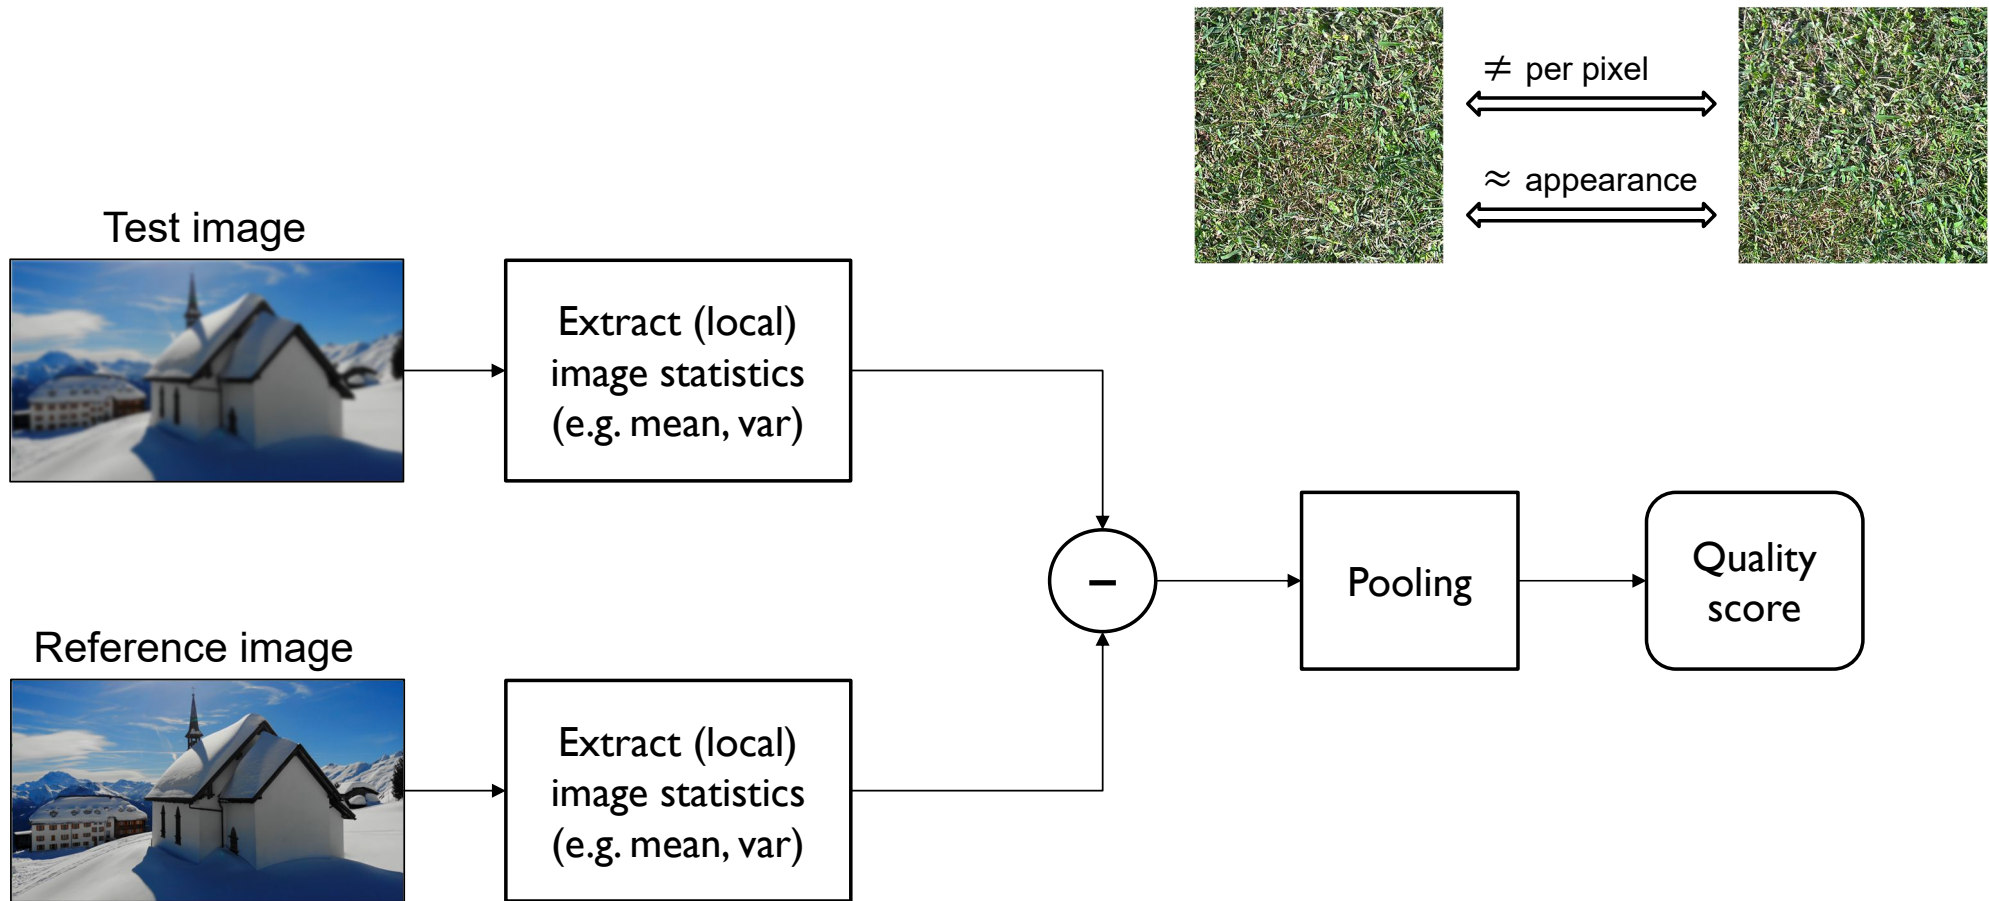 ≠ per pixel
≈ appearance
Test image
Extract (local)
image statistics
(e.g. mean, var)
–
Pooling
Quality
score
Reference image
Extract (local)
image statistics
(e.g. mean, var)